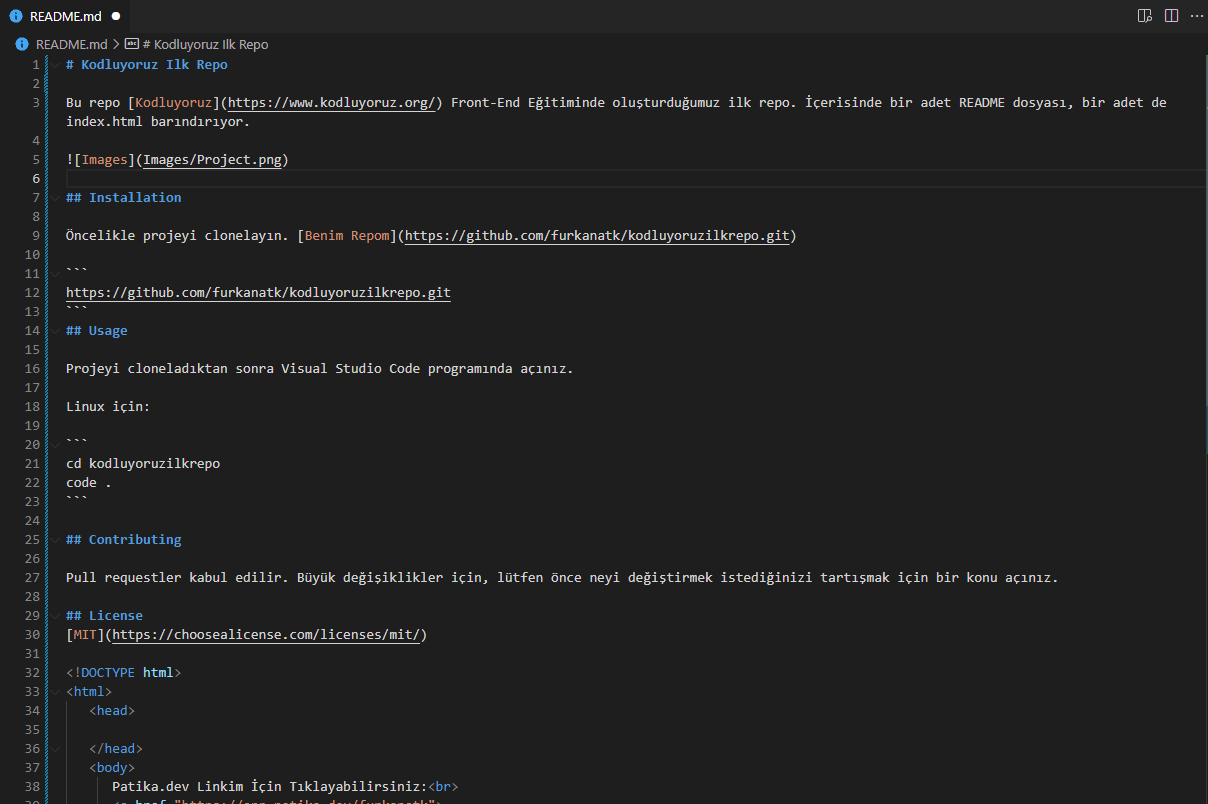 README.md
README.md > # Kodluyoruz Ilk Repo
1 # Kodluyoruz Ilk Repo
2
3 Bu repo [Kodluyoruz](https://www.kodluyoruz.org/) Front-End Eğitiminde oluşturduğumuz ilk repo. İçerisinde bir adet README dosyası, bir adet de
index.html barındırıyor.
4
5 ![Images](Images/Project.png)
6
7 ## Installation
8
9 Öncelikle projeyi clonelayın. [Benim Repom](https://github.com/furkanatk/kodluyoruzilkrepo.git)
10
11 ```
12 https://github.com/furkanatk/kodluyoruzilkrepo.git
13 ```
14 ## Usage
15
16 Projeyi cloneladıktan sonra Visual Studio Code programında açınız.
17
18 Linux için:
19
20 ```
21 cd kodluyoruzilkrepo
22 code .
23 ```
24
25 ## Contributing
26
27 Pull requestler kabul edilir. Büyük değişiklikler için, lütfen önce neyi değiştirmek istediğinizi tartışmak için bir konu açınız.
28
29 ## License
30 [MIT](https://choosealicense.com/licenses/mit/)
31
32 <!DOCTYPE html>
33 <html>
34 <head>
35
36 </head>
37 <body>
38 Patika.dev Linkim İçin Tıklayabilirsiniz:<br>